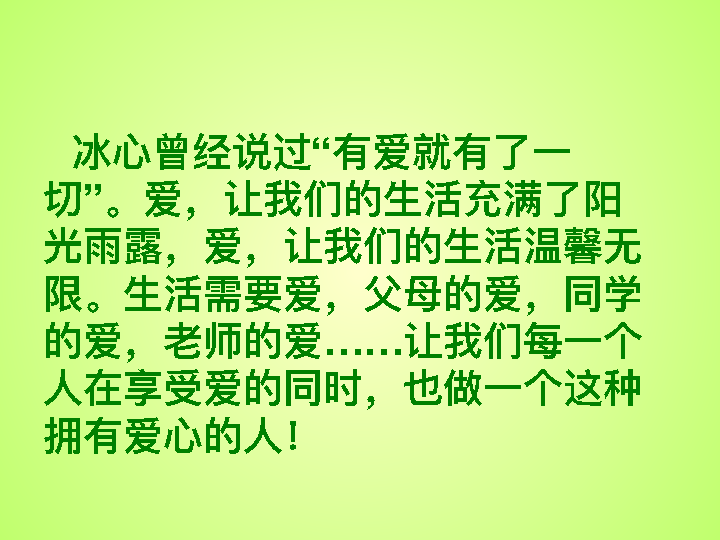 冰心曾经说过“有爱就有了一
切”。爱，让我们的生活充满了阳
光雨露，爱，让我们的生活温馨无
限。生活需要爱，父母的爱，同学
的爱，老师的爱……让我们每一个
人在享受爱的同时，也做一个这种
拥有爱心的人！